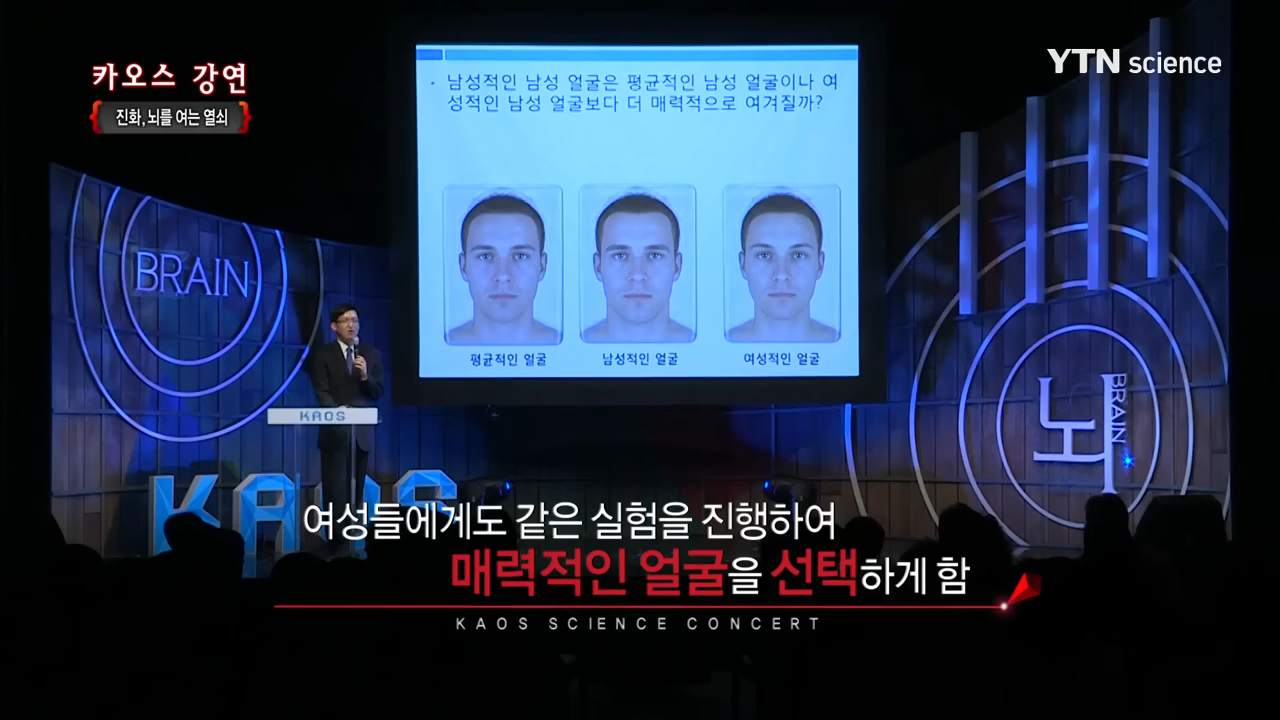 카오스 강연
진화, 뇌를 여는 열쇠
YTN science
- 남성적인 남성 얼굴은 평균적인 남성 얼굴이나 여
성적인 남성 얼굴보다 더 매력적으로 여겨질까?
평균적인 얼굴
남성적인 얼굴
여성적인 얼굴
BRAIN
KAOS
뇌
BRAIN
KAOS
여성들에게도 같은 실험을 진행하여
매력적인 얼굴을 선택하게 함
KAOS SCIENCE CONCERT